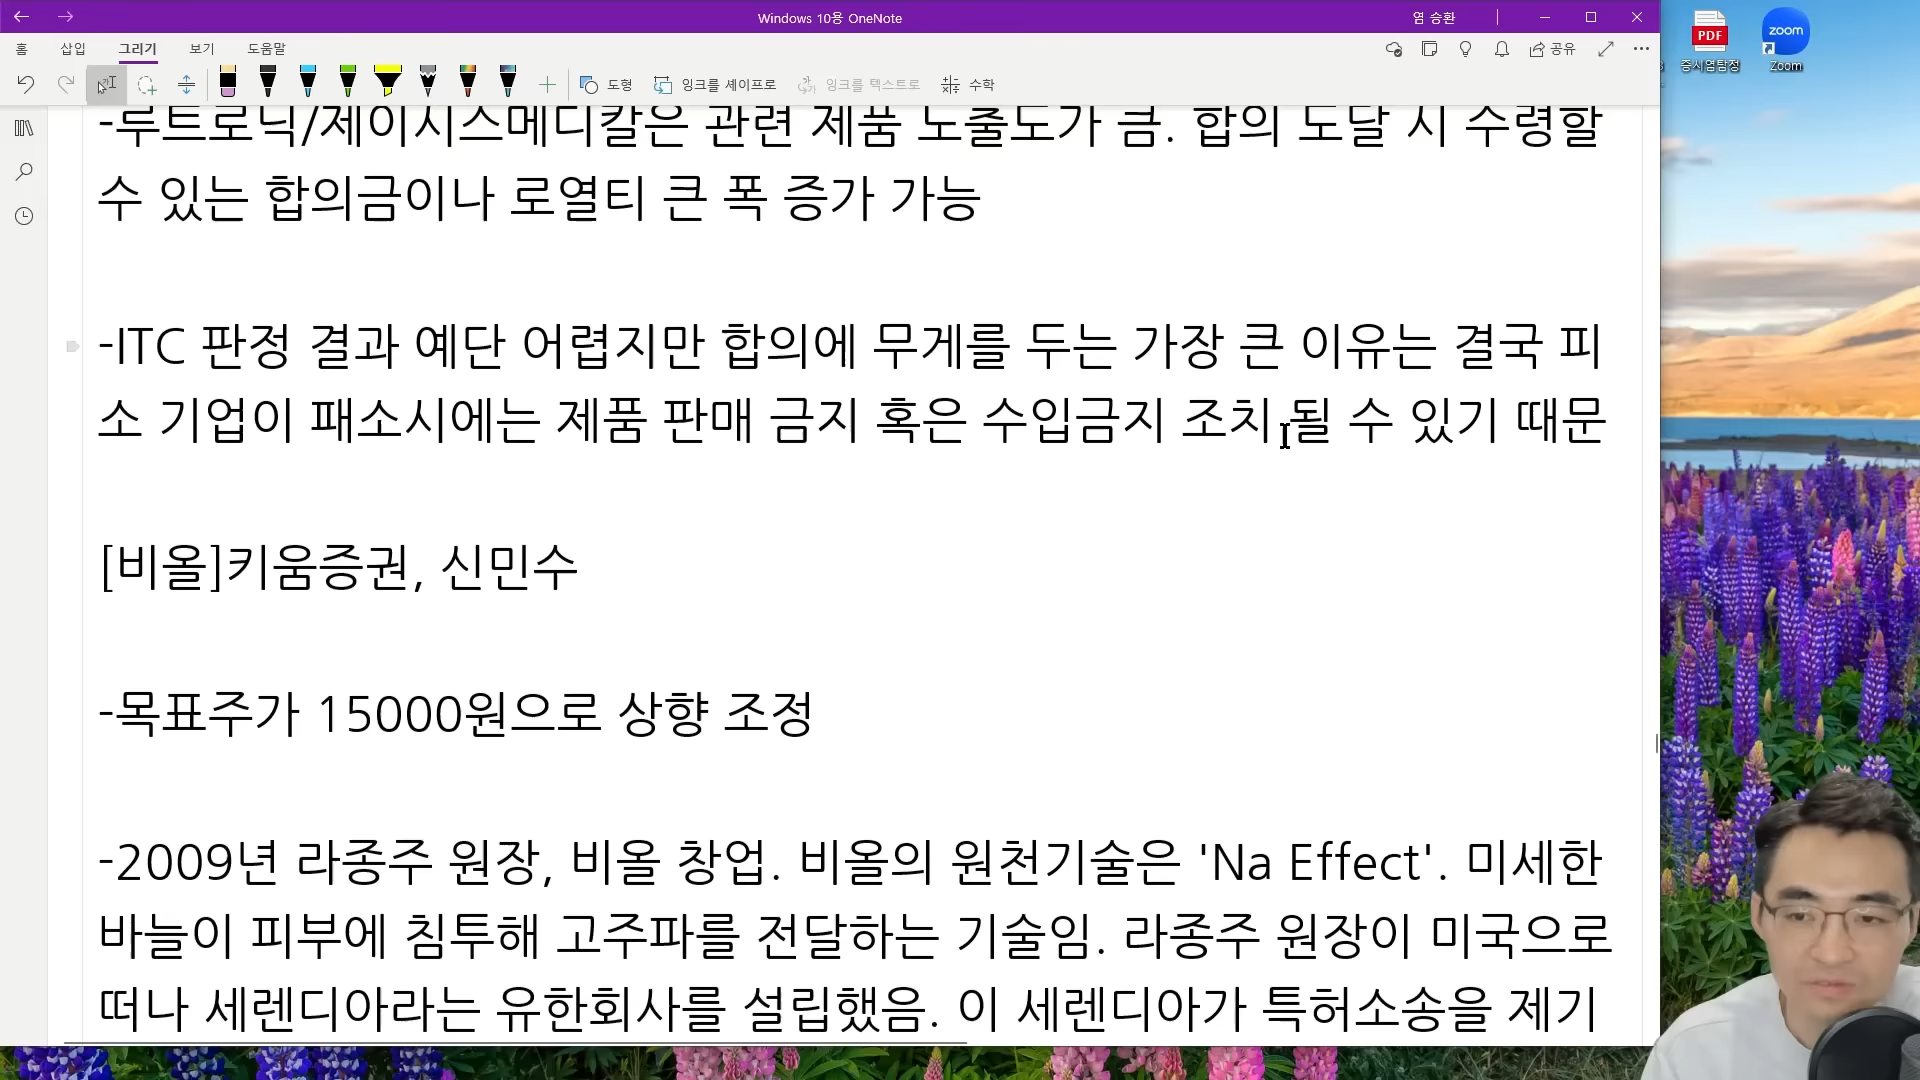 Windows 10용 OneNote
염 승환
홈 삽입 그리기 보기 도움말
공유
도형 잉크를 셰이프로 잉크를 텍스트로 수학
-루트로닉/제이시스메디칼은 관련 제품 노출도가 큼. 합의 도달 시 수령할
수 있는 합의금이나 로열티 큰 폭 증가 가능
-ITC 판정 결과 예단 어렵지만 합의에 무게를 두는 가장 큰 이유는 결국 피
소 기업이 패소시에는 제품 판매 금지 혹은 수입금지 조치 될 수 있기 때문
[비올]키움증권, 신민수
-목표주가 15000원으로 상향 조정
-2009년 라종주 원장, 비올 창업. 비올의 원천기술은 'Na Effect'. 미세한
바늘이 피부에 침투해 고주파를 전달하는 기술임. 라종주 원장이 미국으로
떠나 세렌디아라는 유한회사를 설립했음. 이 세렌디아가 특허소송을 제기
PDF
증시염탐정
zoom
Zoom